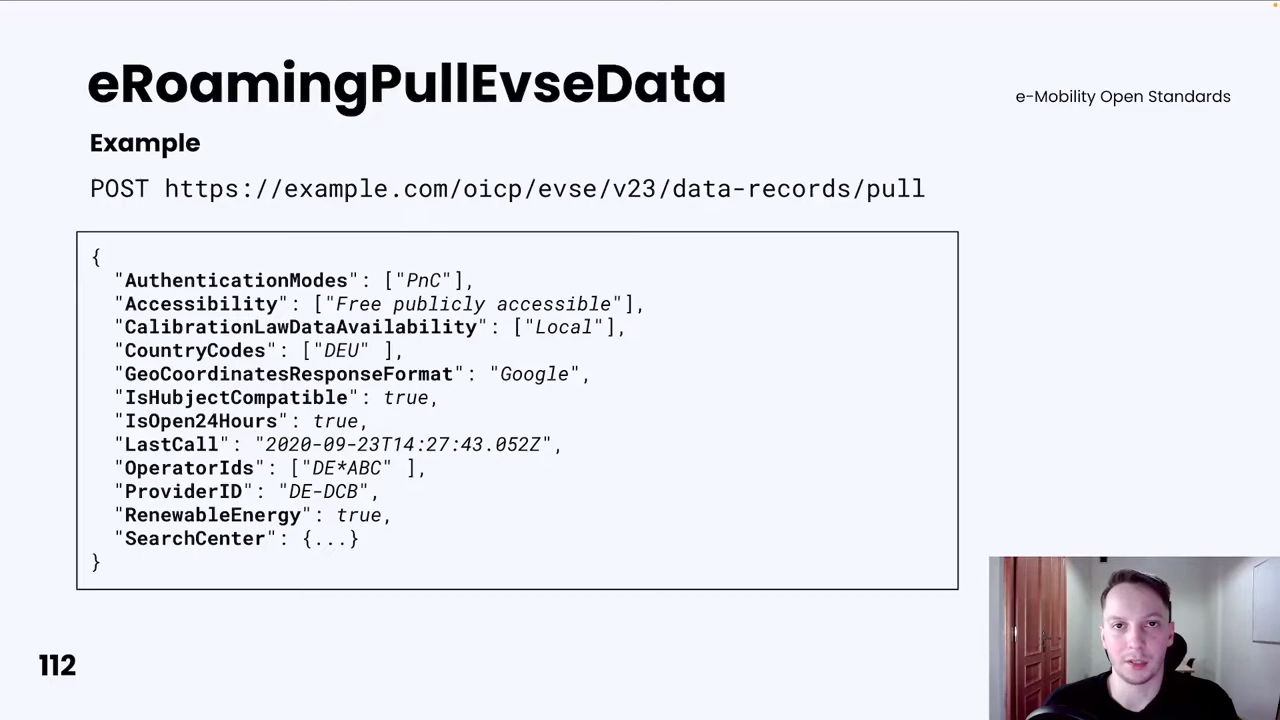 eRoamingPullEvseData
e-Mobility Open Standards
Example
POST https://example.com/oicp/evse/v23/data-records/pull
{
"AuthenticationModes": ["PnC"],
"Accessibility": ["Free publicly accessible"],
"CalibrationLawDataAvailability": ["Local"],
"CountryCodes": ["DEU" ],
"GeoCoordinatesResponseFormat": "Google",
"IsHubjectCompatible": true,
"IsOpen24Hours": true,
"LastCall": "2020-09-23T14:27:43.052Z",
"OperatorIds": ["DE*ABC" ],
"ProviderID": "DE-DCB",
"RenewableEnergy": true,
"SearchCenter": {...}
}
112